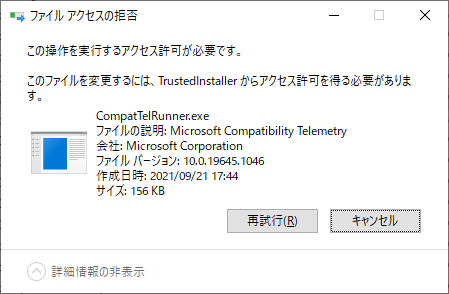 ファイル アクセスの拒否
この操作を実行するアクセス許可が必要です。
このファイルを変更するには、TrustedInstaller からアクセス許可を得る必要がありま
す。
CompatTelRunner.exe
ファイルの説明: Microsoft Compatibility Telemetry
会社: Microsoft Corporation
ファイル バージョン: 10.0.19645.1046
作成日時: 2021/09/21 17:44
サイズ: 156 KB
再試行(R)
キャンセル
詳細情報の非表示